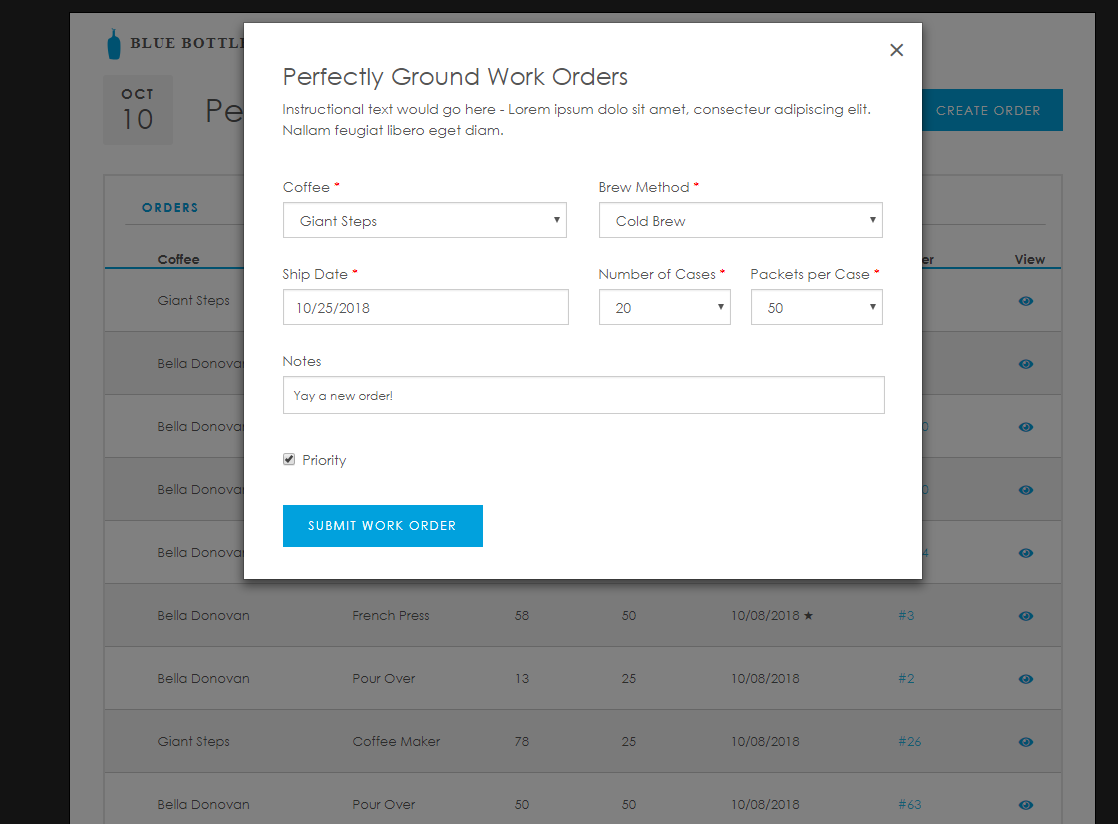 BLUE BOTTL
OCT
10
Pe
CREATE ORDER
Perfectly Ground Work Orders
Instructional text would go here - Lorem ipsum dolo sit amet, consecteur adipiscing elit.
Nallam feugiat libero eget diam.
Coffee *
Brew Method *
Giant Steps
Cold Brew
Ship Date *
Number of Cases *
Packets per Case *
10/25/2018
20
50
Notes
Yay a new order!
Priority
SUBMIT WORK ORDER
ORDERS
Coffee
er
View
Giant Steps
Bella Donova
Bella Donova
0
Bella Donova
0
Bella Donova
4
Bella Donovan French Press 58 50 10/08/2018 ★ #3
Bella Donovan Pour Over 13 25 10/08/2018 #2
Giant Steps Coffee Maker 78 25 10/08/2018 #26
Bella Donovan Pour Over 50 50 10/08/2018 #63